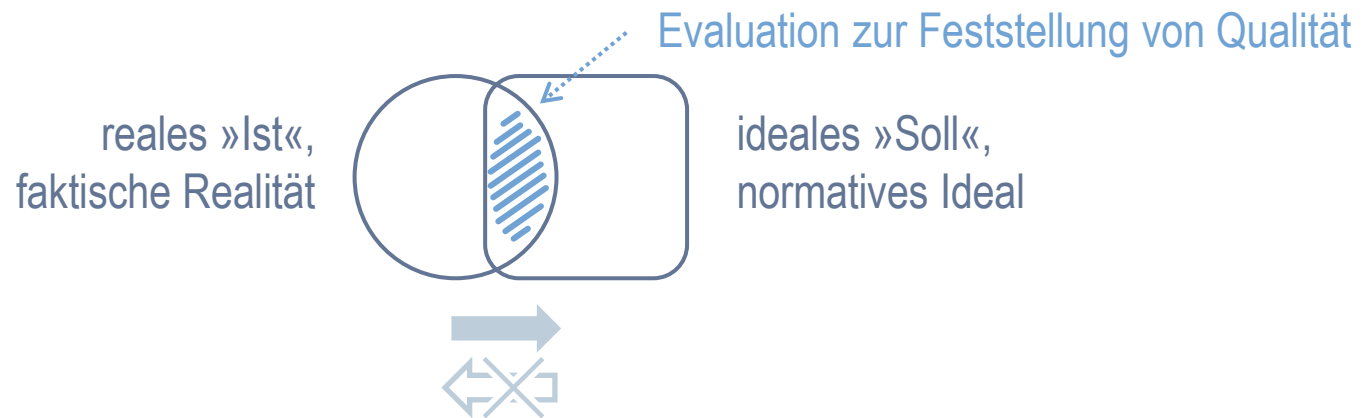 Evaluation zur Feststellung von Qualität
reales »Ist«,
faktische Realität
ideales »Soll«,
normatives Ideal